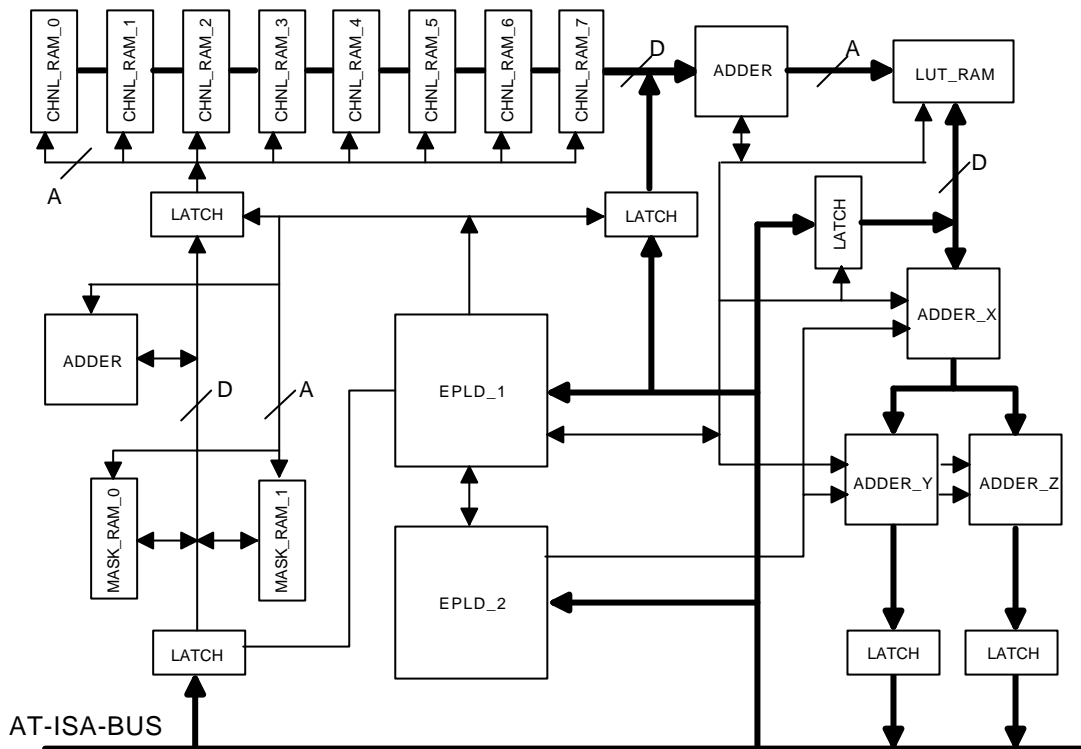 CHNL_RAM_0
CHNL_RAM_1
CHNL_RAM_2
CHNL_RAM_3
CHNL_RAM_4
CHNL_RAM_5
CHNL_RAM_6
CHNL_RAM_7
D
ADDER
A
LUT_RAM
A
D
LATCH
LATCH
LATCH
ADDER_X
ADDER
D
A
EPLD_1
ADDER_Y
ADDER_Z
MASK_RAM_0
MASK_RAM_1
EPLD_2
LATCH
LATCH
LATCH
AT-ISA-BUS